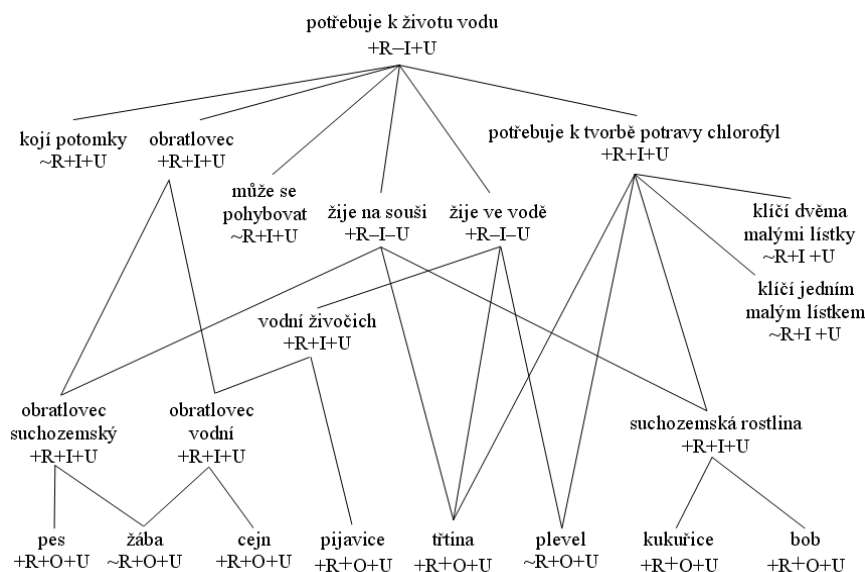 potřebuje k životu vodu
+R–I+U
kojí potomky
~R+I+U
obratlovec
+R+I+U
potřebuje k tvorbě potravy chlorofyl
+R+I+U
může se
pohybovat
~R+I+U
žije na souši
+R–I–U
žije ve vodě
+R–I–U
klíčí dvěma
malými lístky
~R+I +U
klíčí jedním
malým lístkem
~R+I +U
vodní živočich
+R+I+U
obratlovec
suchozemský
+R+I+U
obratlovec
vodní
+R+I+U
suchozemská rostlina
+R+I+U
pes
+R+O+U
žába
~R+O+U
cejn
+R+O+U
pijavice
+R+O+U
třtina
+R+O+U
plevel
~R+O+U
kukuřice
+R+O+U
bob
+R+O+U